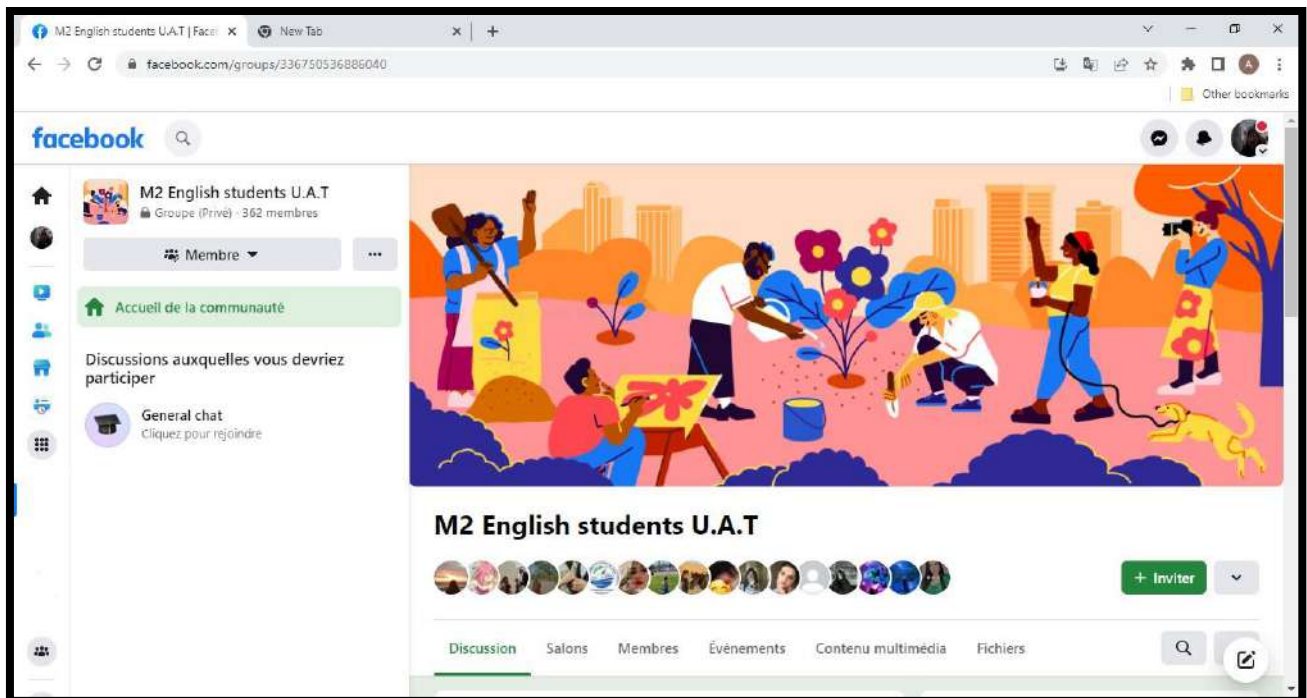 M2 English students U.A.T | Face
New Tab
facebook.com/groups/336750536886040
A
Other bookmarks
facebook
M2 English students U.A.T
Groupe (Privé) · 362 membres
Membre
Accueil de la communauté
Discussions auxquelles vous devriez
participer
General chat
Cliquez pour rejoindre
M2 English students U.A.T
+ Inviter
Discussion Salons Membres Événements Contenu multimédia Fichiers